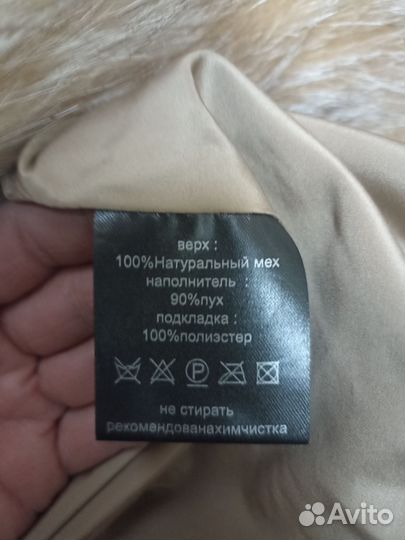 верх :
100%Натуральный мех
наполнитель :
90%пух
подкладка :
100%полиэстер
P
не стирать
рекомендованахимчистка
Avito